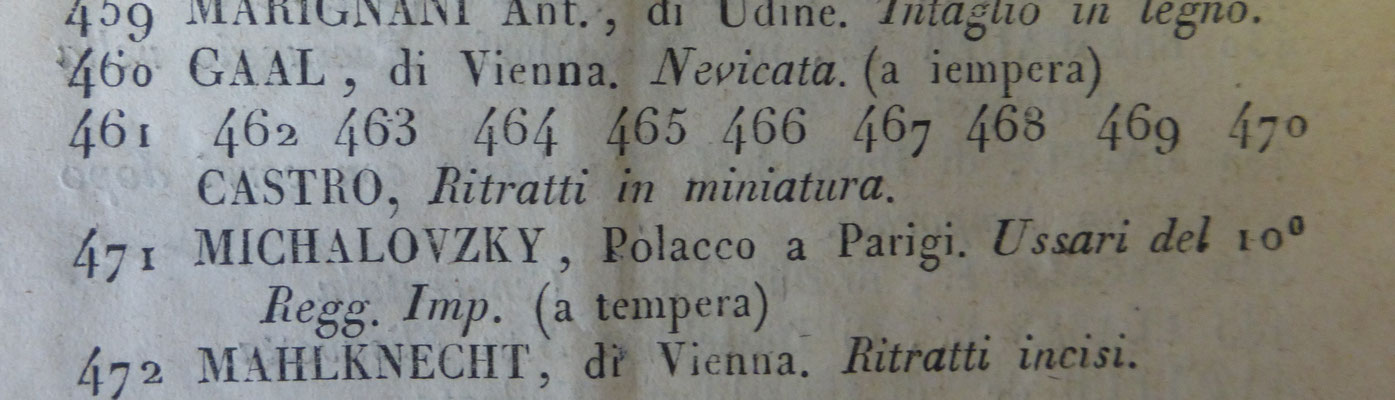 459 MARIGNANI Ant., di Udine. Intaglio in legno.
460 GAAL, di Vienna. Nevicata. (a iempera)
461 462 463 464 465 466 467 468 469 470
CASTRO, Ritratti in miniatura.
471 MICHALOVZKY, Polacco a Parigi. Ussari del 10º
Regg. Imp. (a tempera)
472 MAHLKNECHT, di Vienna. Ritratti incisi.